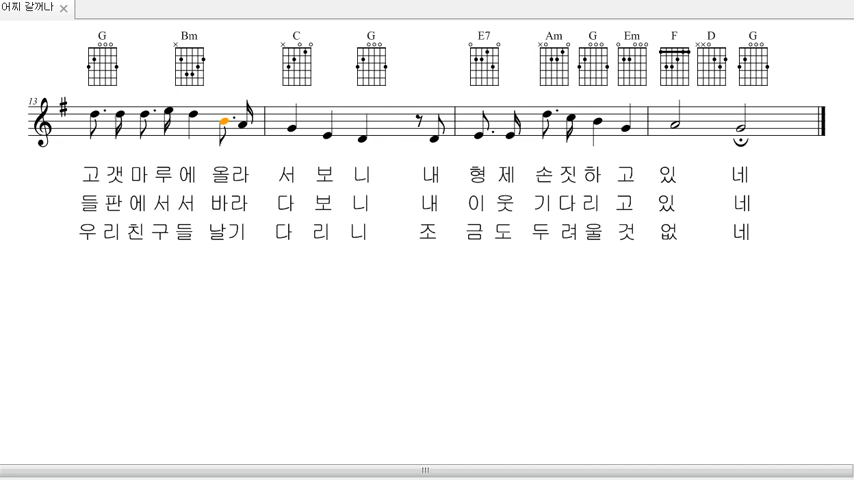 어찌 갈꺼나
G Bm C G E7 Am G Em F D G
13
고 갯 마 루 에 올라 서 보 니 내 형 제 손 짓 하 고 있 네
들 판 에 서 서 바라 다 보 니 내 이 웃 기 다 리 고 있 네
우 리 친 구 들 날기 다 리 니 조 금 도 두 려 울 것 없 네